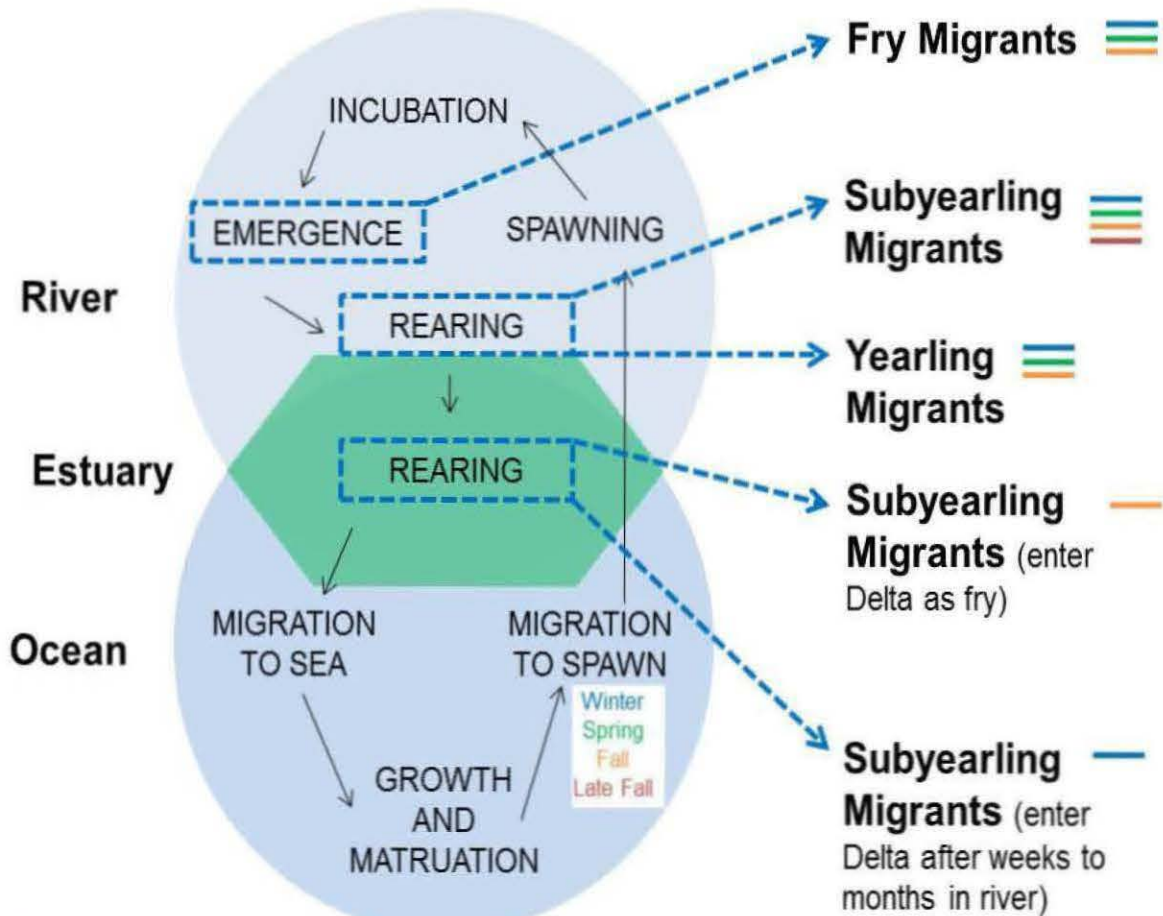 Fry Migrants
INCUBATION
EMERGENCE
SPAWNING
Subyearling
Migrants
River
REARING
Yearling
Migrants
Estuary
REARING
Subyearling
Migrants (enter
Delta as fry)
Ocean
MIGRATION
TO SEA
MIGRATION
TO SPAWN
Winter
Spring
Fall
Late Fall
GROWTH
AND
MATRUATION
Subyearling
Migrants (enter
Delta after weeks to
months in river)